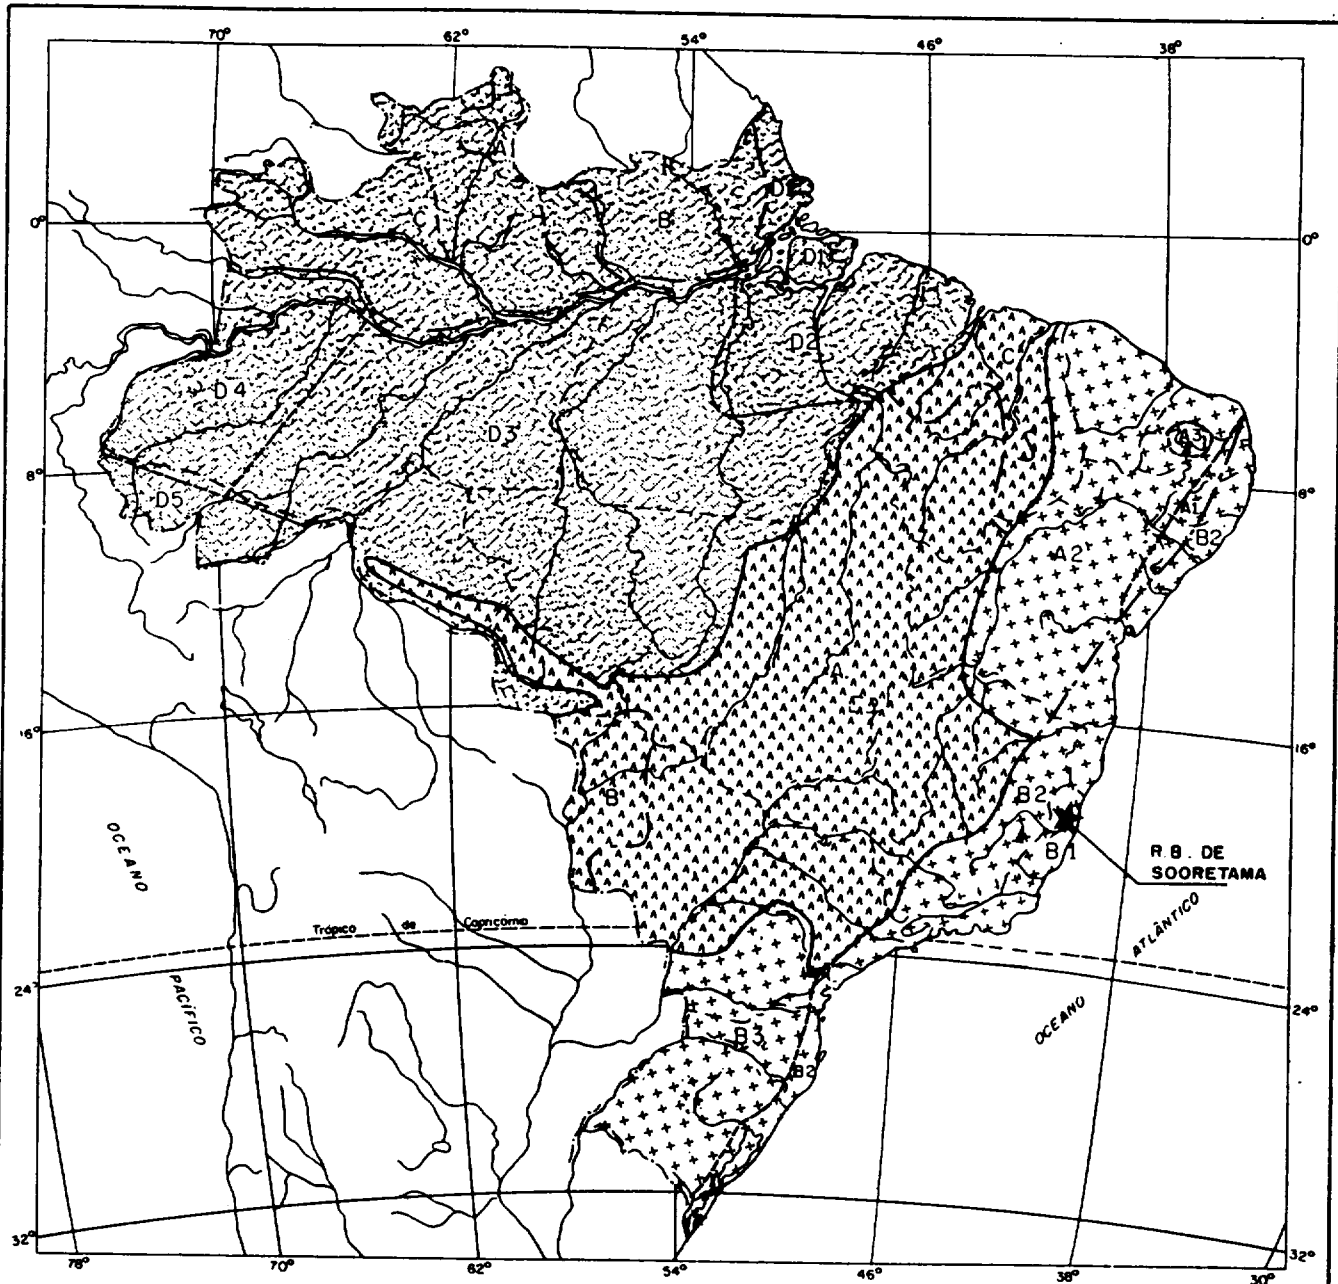 70° 62° 54° 46° 38°
A
D1
C C
B
0° 0°
D1
D2
C
D4
D3
A3
8° 8°
D5
A1
A2 B2
A
16° 16°
B B2
B1
R.B. DE
SOORETAMA
OCEANO
Trópico de Capricórnio
ATLÂNTICO
PACÍFICO
24° 24°
OCEANO
B3
B2
32° 32°
78° 70° 62° 54° 46° 38° 30°